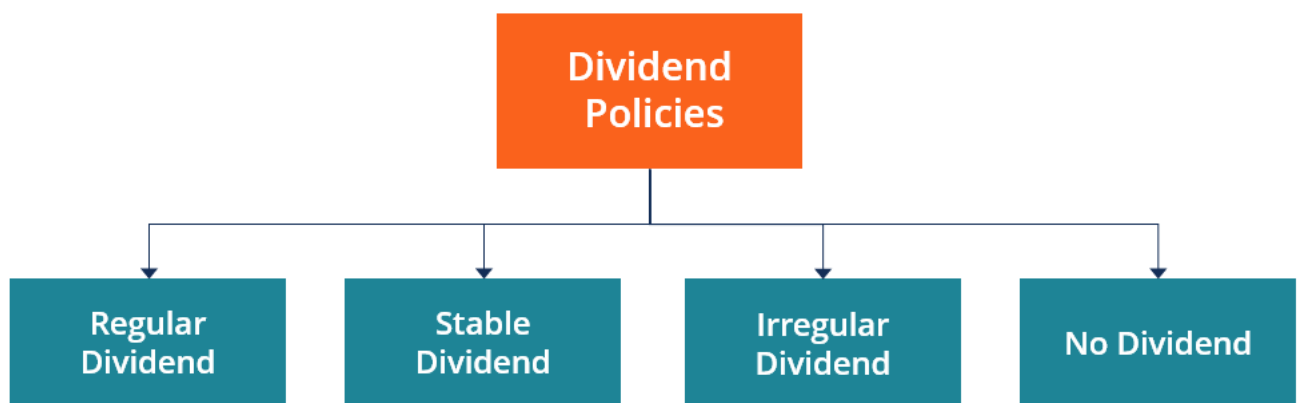 Dividend
Policies
Regular
Dividend
Stable
Dividend
Irregular
Dividend
No Dividend